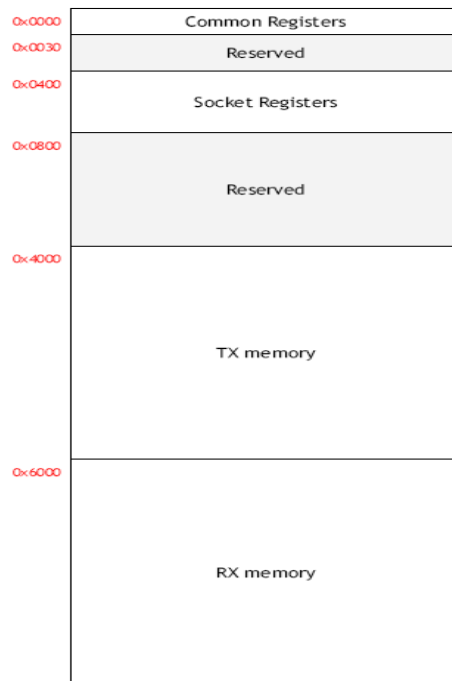 0x0000 Common Registers
0x0030 Reserved
0x0400 Socket Registers
0x0800 Reserved
0x4000 TX memory
0x6000 RX memory